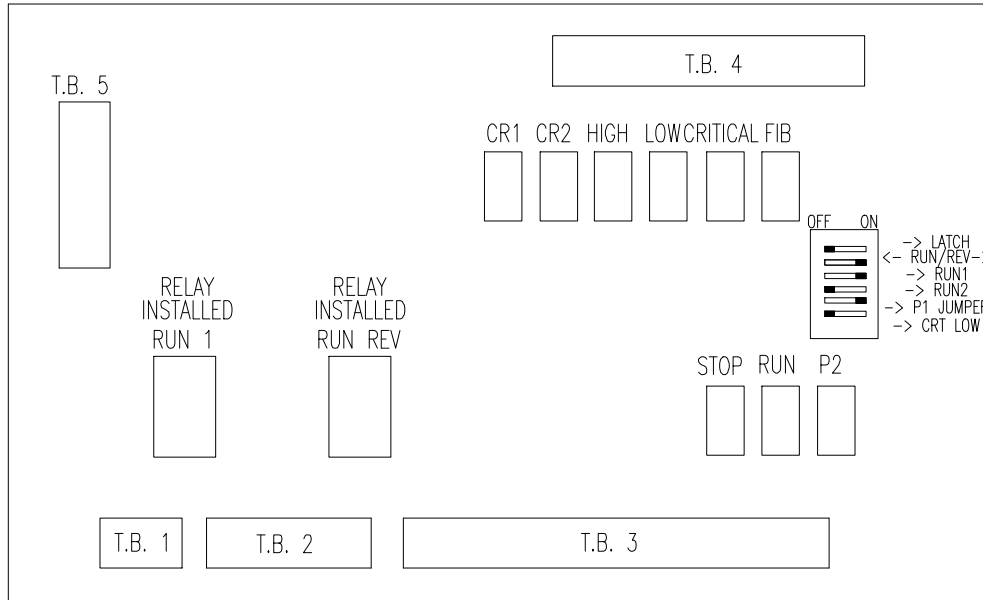 T.B. 4
T.B. 5
CR1 CR2 HIGH LOW CRITICAL FIB
OFF ON
-> LATCH
<- RUN/REV-
-> RUN1
-> RUN2
-> P1 JUMPER
-> CRT LOW
RELAY INSTALLED RUN 1
RELAY INSTALLED RUN REV
STOP RUN P2
T.B. 1 T.B. 2 T.B. 3